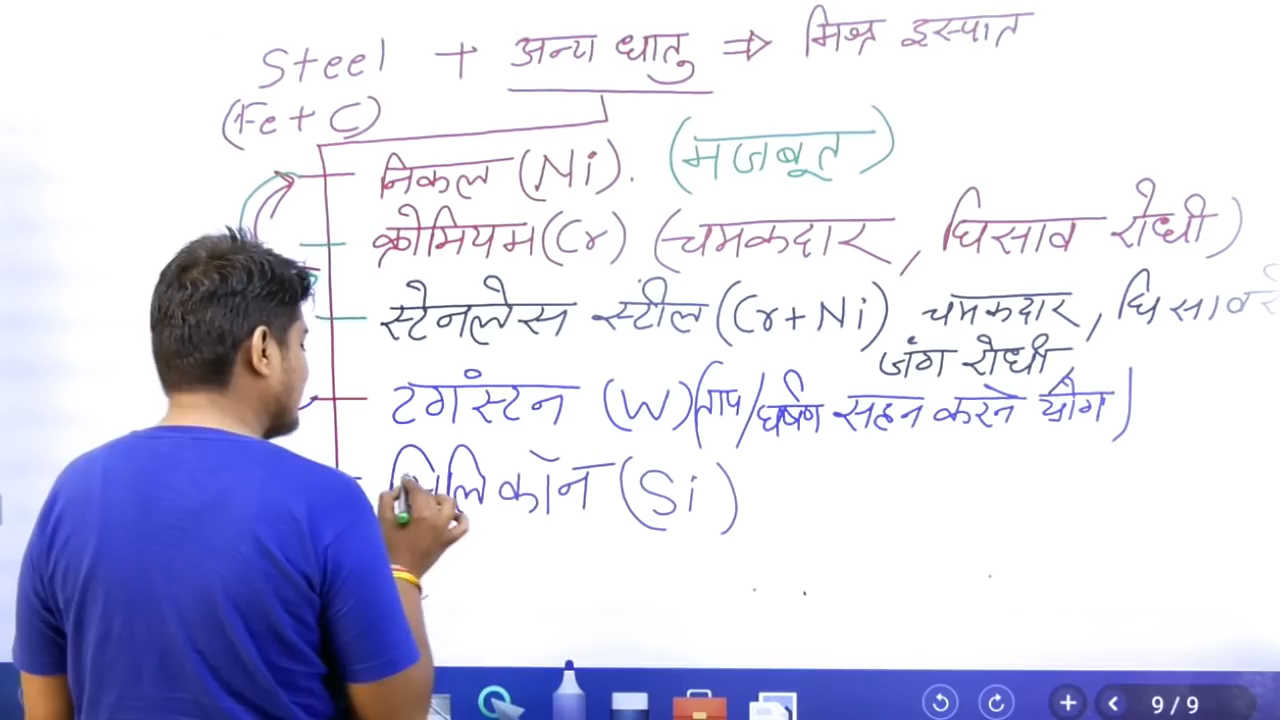 Steel + अन्य धातु ⇒ मिश्र इस्पात
(Fe + C)
निकल (Ni). (मजबूत)
क्रोमियम (Cr) (चमकदार, घिसाव रोधी)
स्टेनलेस स्टील (Cr + Ni) चमकदार, घिसाव
जंग रोधी
टगंस्टन (W) (ताप/घर्षण सहन करने योग)
सिलिकॉन (Si)
9 / 9